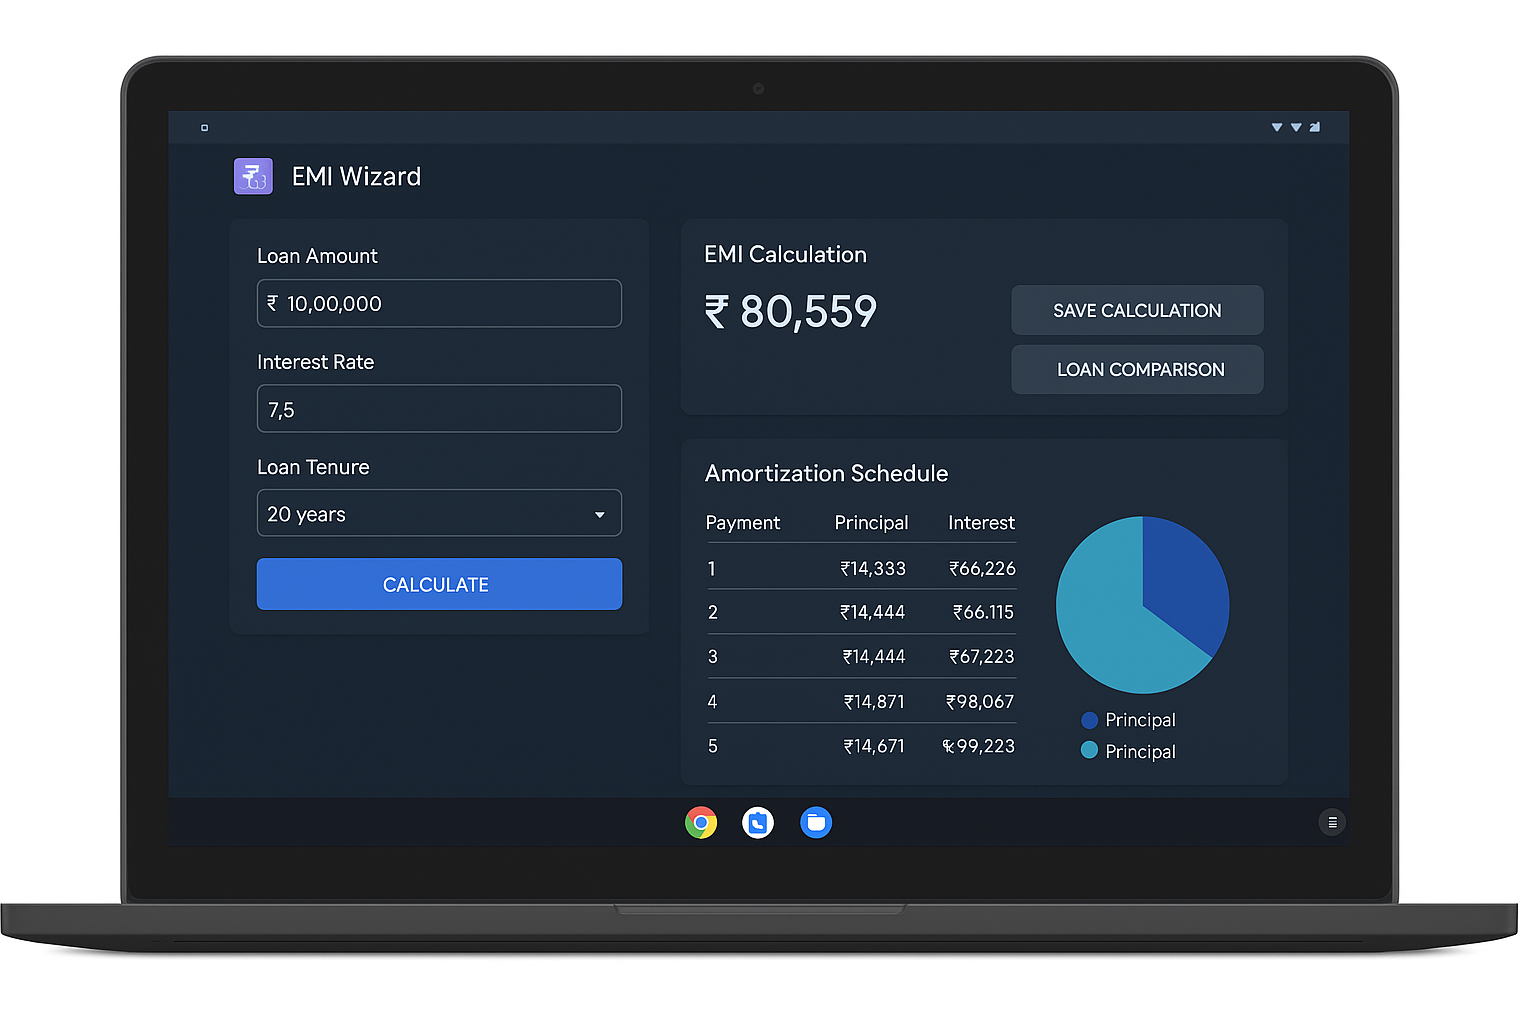 EMI Wizard
Loan Amount
₹ 10,00,000
Interest Rate
7,5
Loan Tenure
20 years
CALCULATE
EMI Calculation
₹ 80,559
SAVE CALCULATION
LOAN COMPARISON
Amortization Schedule
Payment Principal Interest
1 ₹14,333 ₹66,226
2 ₹14,444 ₹66.115
3 ₹14,444 ₹67,223
4 ₹14,871 ₹98,067
5 ₹14,671 99,223
Principal
Principal